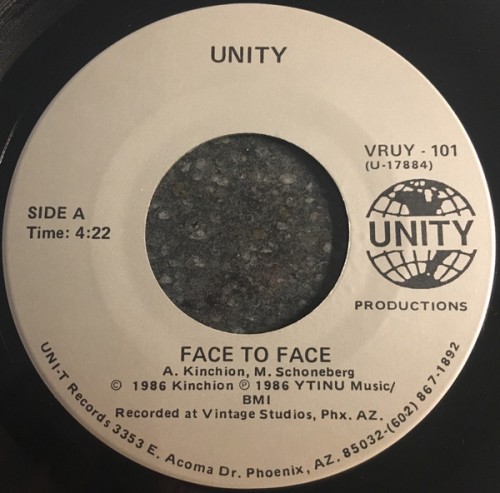 UNITY
VRUY - 101
(U-17884)
SIDE A
Time: 4:22
UNITY
PRODUCTIONS
FACE TO FACE
A. Kinchion, M. Schoneberg
© 1986 Kinchion ℗ 1986 YTINU Music/
BMI
Recorded at Vintage Studios, Phx. AZ.
UNI-T Records 3353 E. Acoma Dr. Phoenix, AZ. 85032-(602) 867-1892